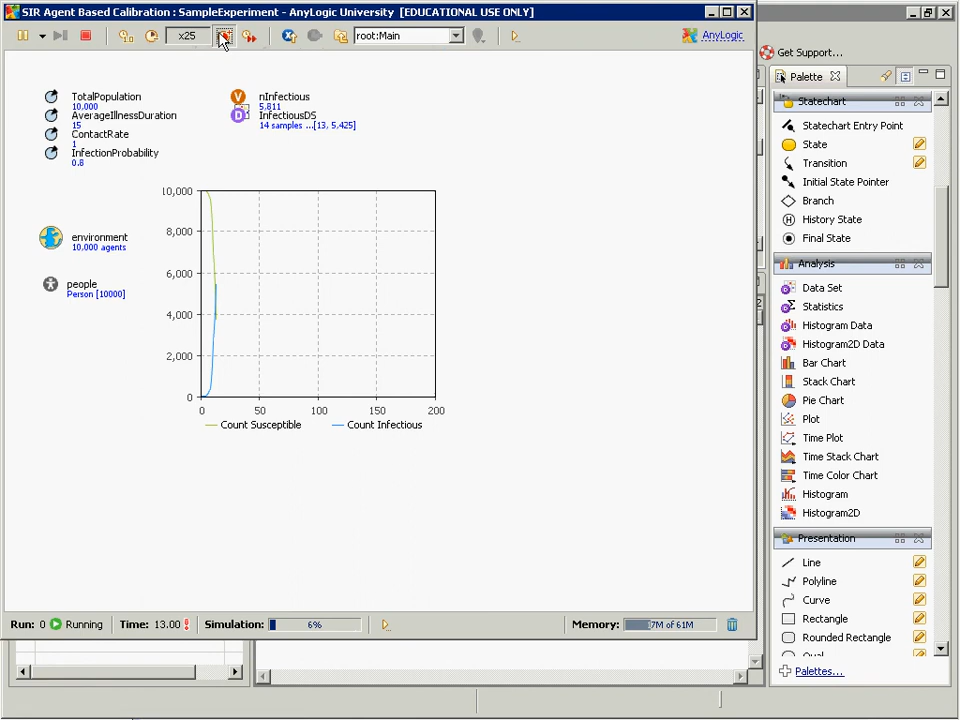 SIR Agent Based Calibration : SampleExperiment - AnyLogic University [EDUCATIONAL USE ONLY]
x25
root:Main
AnyLogic
Get Support...
TotalPopulation
10,000
AverageIllnessDuration
15
ContactRate
1
InfectionProbability
0.8
nInfectious
5,811
InfectiousDS
14 samples ...[13, 5,425]
environment
10,000 agents
people
Person [10000]
10,000
8,000
6,000
4,000
2,000
0
0 50 100 150 200
Count Susceptible Count Infectious
Run: 0 Running Time: 13.00 Simulation: 6% Memory: 7M of 61M
Palette
Statechart
Statechart Entry Point
State
Transition
Initial State Pointer
Branch
History State
Final State
Analysis
Data Set
Statistics
Histogram Data
Histogram2D Data
Bar Chart
Stack Chart
Pie Chart
Plot
Time Plot
Time Stack Chart
Time Color Chart
Histogram
Histogram2D
Presentation
Line
Polyline
Curve
Rectangle
Rounded Rectangle
Oval
Palettes...